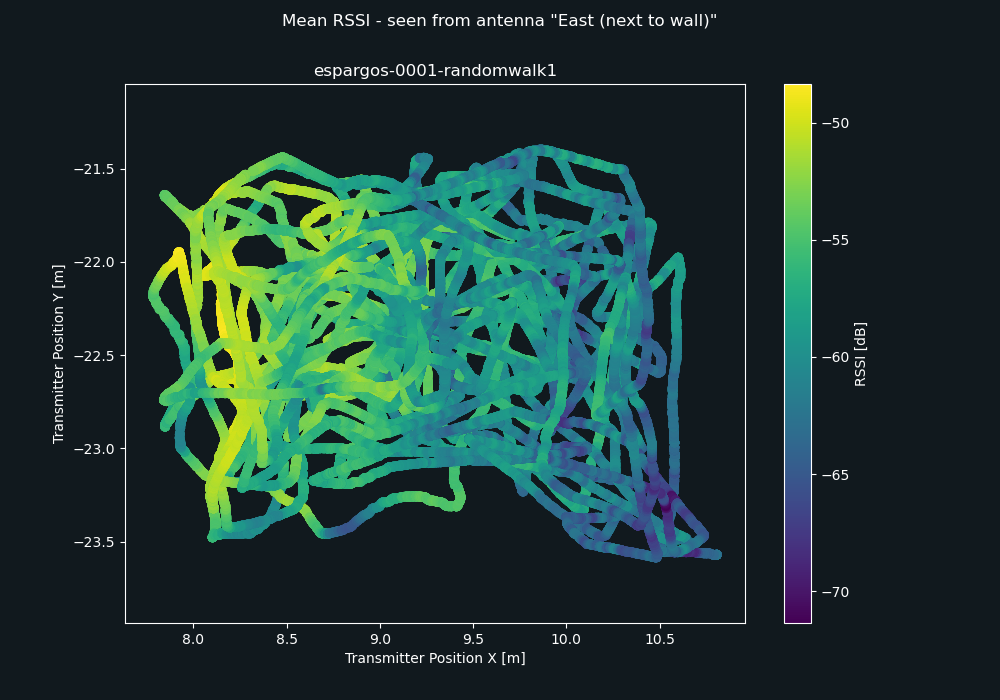 Mean RSSI - seen from antenna "East (next to wall)"
espargos-0001-randomwalk1
Transmitter Position Y [m]
−21.5
−22.0
−22.5
−23.0
−23.5
8.0 8.5 9.0 9.5 10.0 10.5
Transmitter Position X [m]
−50
−55
−60
−65
−70
RSSI [dB]